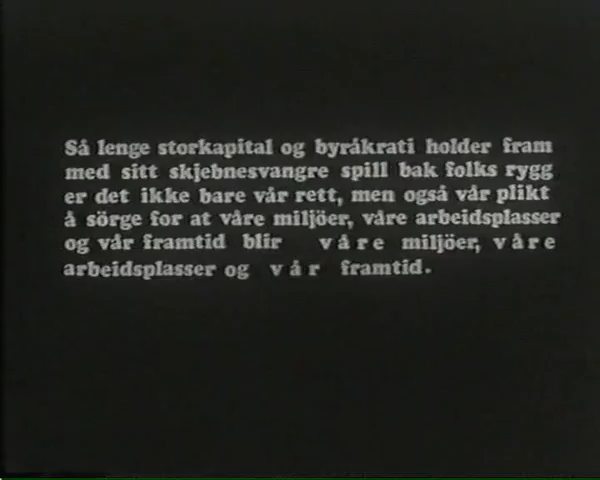 Så lenge storkapital og byråkrati holder fram
med sitt skjebnesvangre spill bak folks rygg
er det ikke bare vår rett, men også vår plikt
å sörge for at våre miljöer, våre arbeidsplasser
og vår framtid blir våre miljöer, våre
arbeidsplasser og vår framtid.